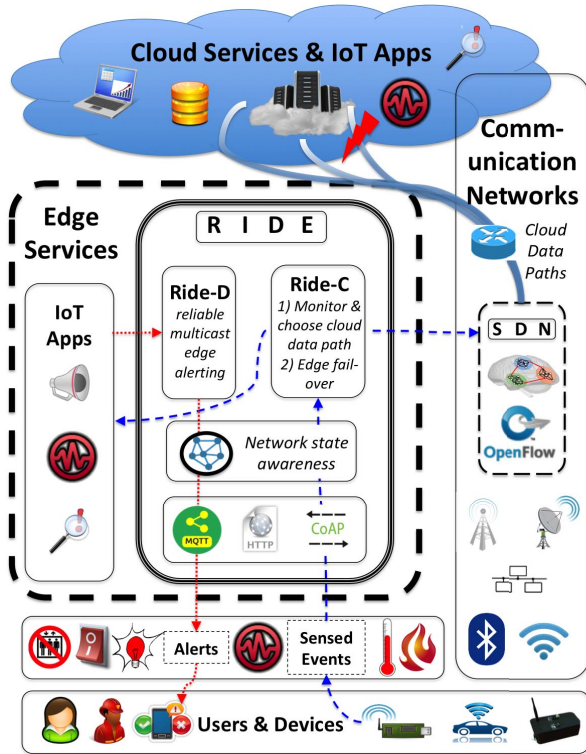 Cloud Services & IoT Apps
Comm-
unication
Networks
Cloud
Data
Paths
Edge
Services
R I D E
IoT
Apps
Ride-D
reliable
multicast
edge
alerting
Ride-C
1) Monitor &
choose cloud
data path
2) Edge fail-
over
S D N
OpenFlow
Network state
awareness
MQTT
HTTP
CoAP
Alerts
Sensed
Events
Users & Devices